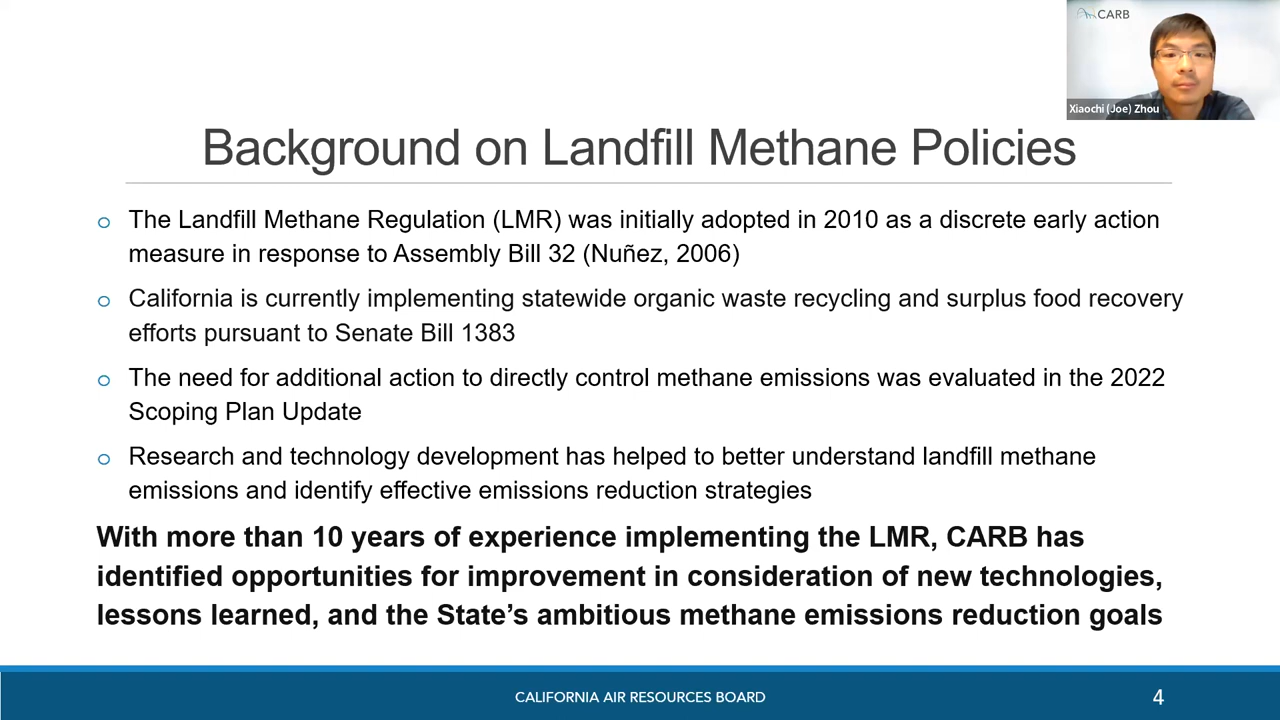 CARB
Xiaochi (Joe) Zhou
Background on Landfill Methane Policies
o The Landfill Methane Regulation (LMR) was initially adopted in 2010 as a discrete early action
measure in response to Assembly Bill 32 (Nuñez, 2006)
o California is currently implementing statewide organic waste recycling and surplus food recovery
efforts pursuant to Senate Bill 1383
o The need for additional action to directly control methane emissions was evaluated in the 2022
Scoping Plan Update
o Research and technology development has helped to better understand landfill methane
emissions and identify effective emissions reduction strategies
With more than 10 years of experience implementing the LMR, CARB has
identified opportunities for improvement in consideration of new technologies,
lessons learned, and the State’s ambitious methane emissions reduction goals
CALIFORNIA AIR RESOURCES BOARD
4